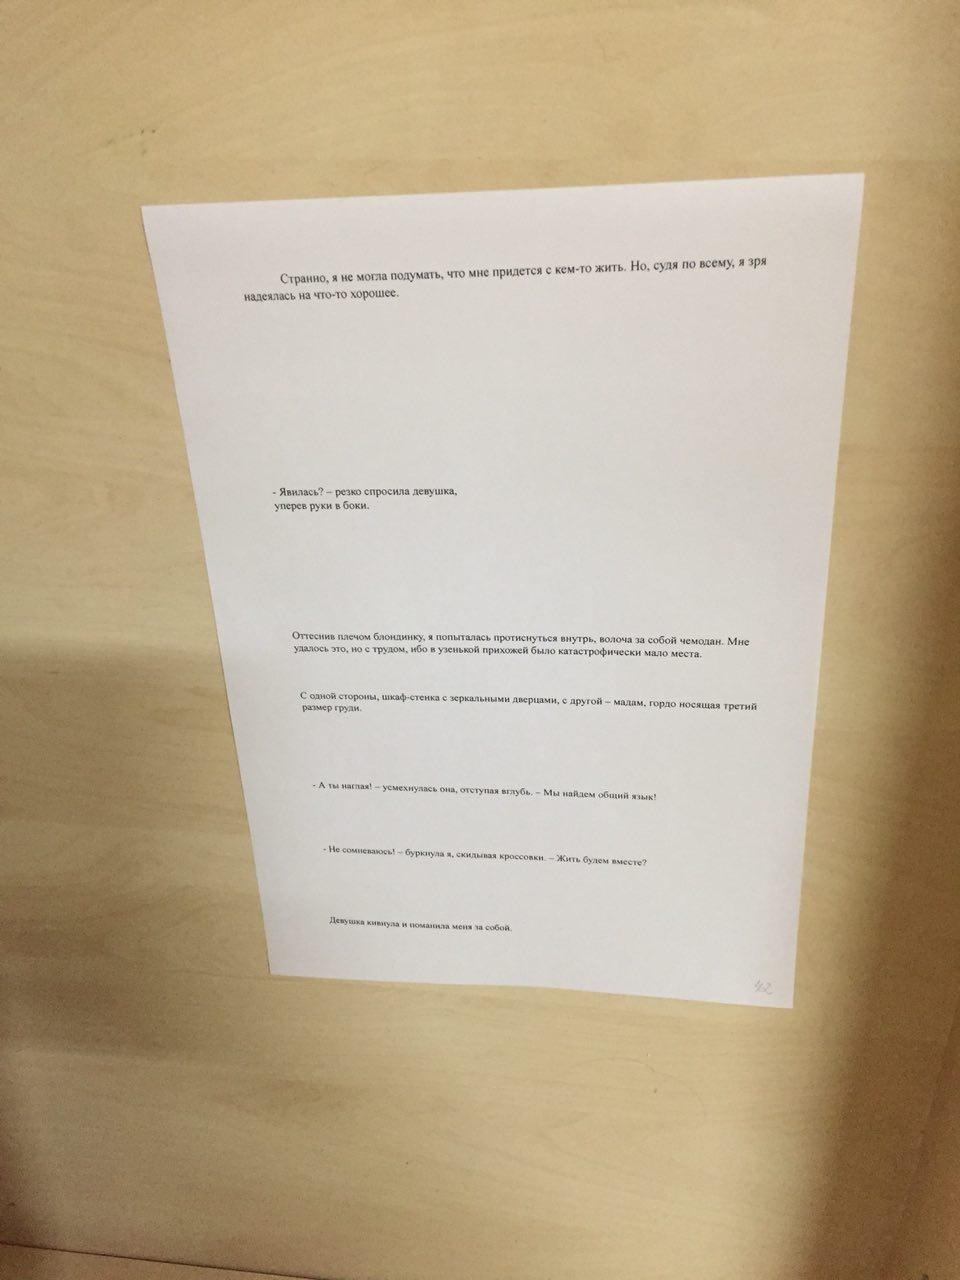 Странно, я не могла подумать, что мне придется с кем-то жить. Но, судя по всему, я зря
надеялась на что-то хорошее.
- Явилась? – резко спросила девушка,
уперев руки в боки.
Оттеснив плечом блондинку, я попыталась протиснуться внутрь, волоча за собой чемодан. Мне
удалось это, но с трудом, ибо в узенькой прихожей было катастрофически мало места.
С одной стороны, шкаф-стенка с зеркальными дверцами, с другой – мадам, гордо носящая третий
размер груди.
- А ты наглая! – усмехнулась она, отступая вглубь. – Мы найдем общий язык!
- Не сомневаюсь! – буркнула я, скидывая кроссовки. – Жить будем вместе?
Девушка кивнула и поманила меня за собой.
42